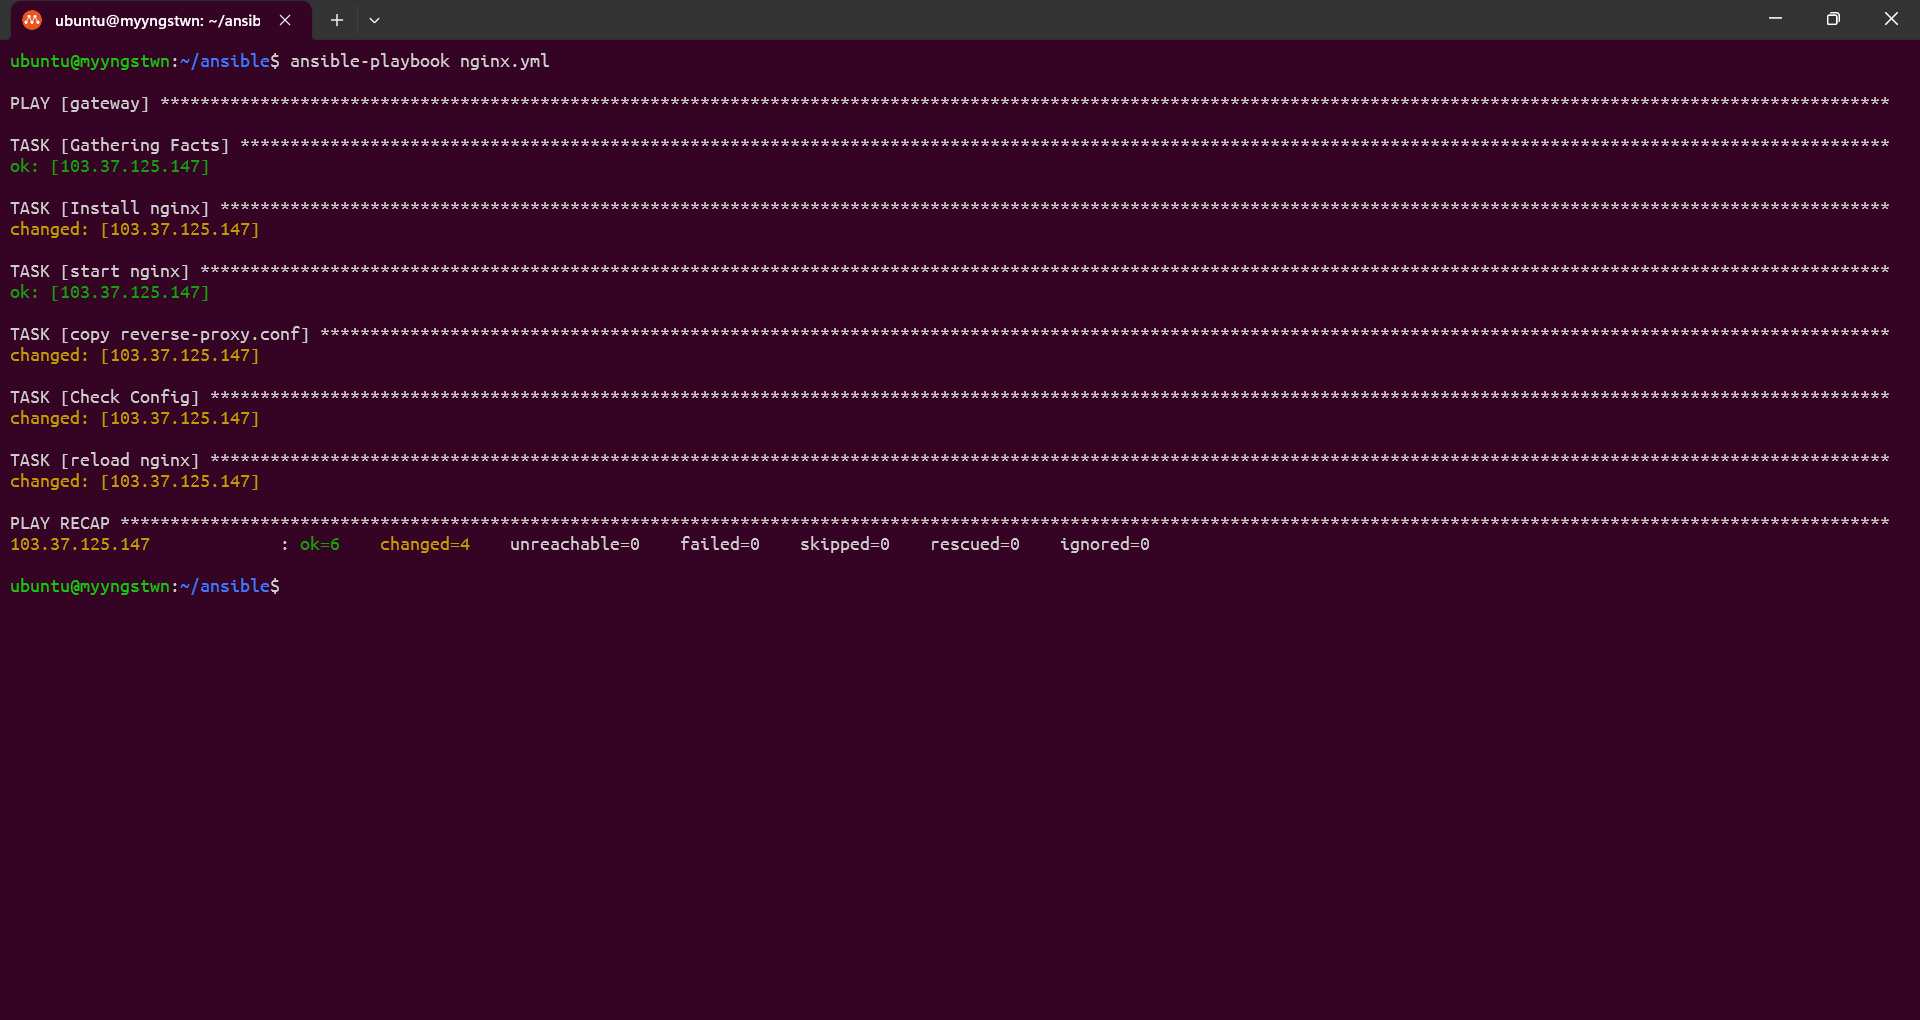 ubuntu@myyngstwn: ~/ansib
ubuntu@myyngstwn:~/ansible$ ansible-playbook nginx.yml
PLAY [gateway] *****************************************************************************************************************************************************************************
TASK [Gathering Facts] *********************************************************************************************************************************************************************
ok: [103.37.125.147]
TASK [Install nginx] ***********************************************************************************************************************************************************************
changed: [103.37.125.147]
TASK [start nginx] *************************************************************************************************************************************************************************
ok: [103.37.125.147]
TASK [copy reverse-proxy.conf] *************************************************************************************************************************************************************
changed: [103.37.125.147]
TASK [Check Config] ************************************************************************************************************************************************************************
changed: [103.37.125.147]
TASK [reload nginx] ************************************************************************************************************************************************************************
changed: [103.37.125.147]
PLAY RECAP *********************************************************************************************************************************************************************************
103.37.125.147             : ok=6    changed=4    unreachable=0    failed=0    skipped=0    rescued=0    ignored=0
ubuntu@myyngstwn:~/ansible$